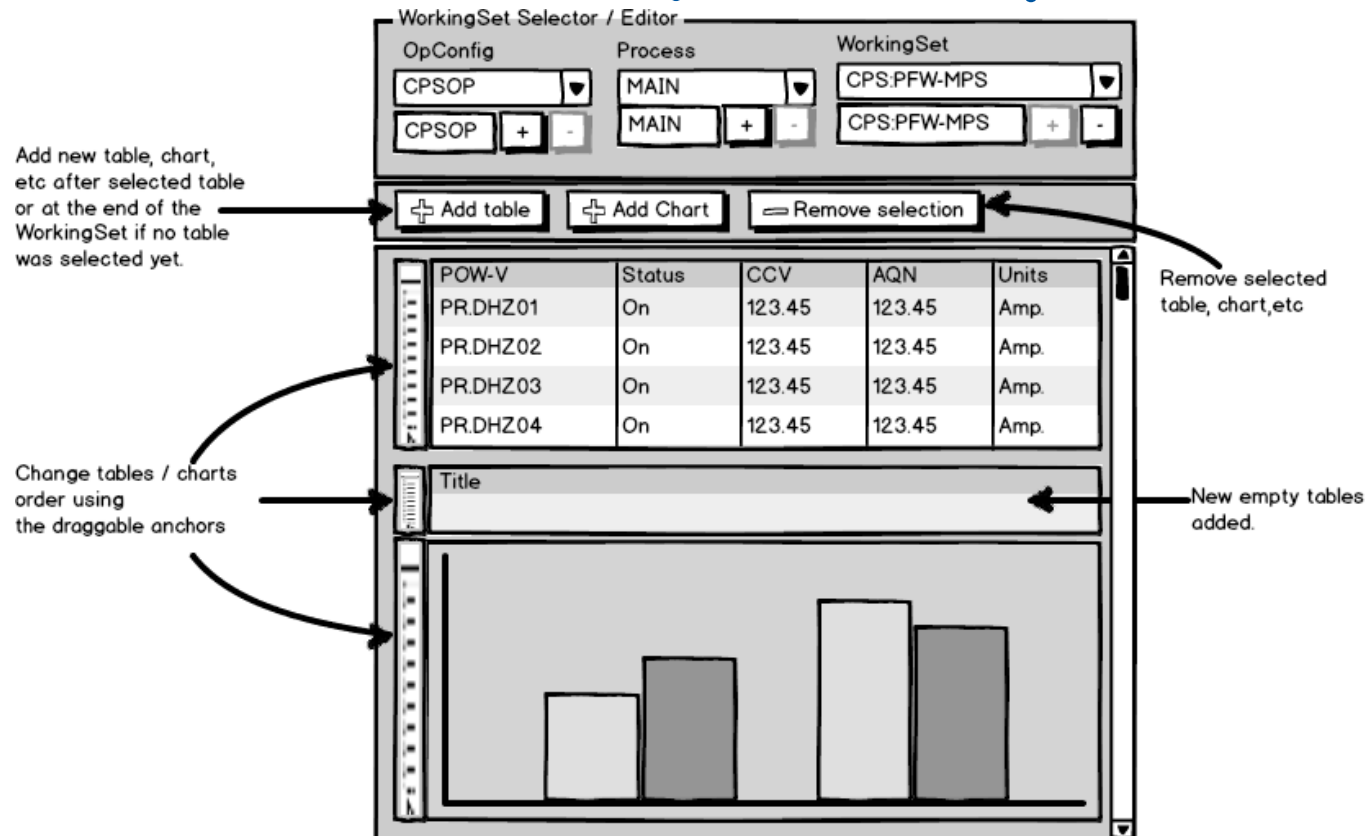 WorkingSet Selector / Editor
OpConfig Process WorkingSet
CPSOP MAIN CPS:PFW-MPS
CPSOP + - MAIN + - CPS:PFW-MPS + -
Add new table, chart,
etc after selected table
or at the end of the
WorkingSet if no table
was selected yet.
Add table Add Chart Remove selection
Remove selected
table, chart,etc
POW-V Status CCV AQN Units
PR.DHZ01 On 123.45 123.45 Amp.
PR.DHZ02 On 123.45 123.45 Amp.
PR.DHZ03 On 123.45 123.45 Amp.
PR.DHZ04 On 123.45 123.45 Amp.
Change tables / charts
order using
the draggable anchors
Title
New empty tables
added.